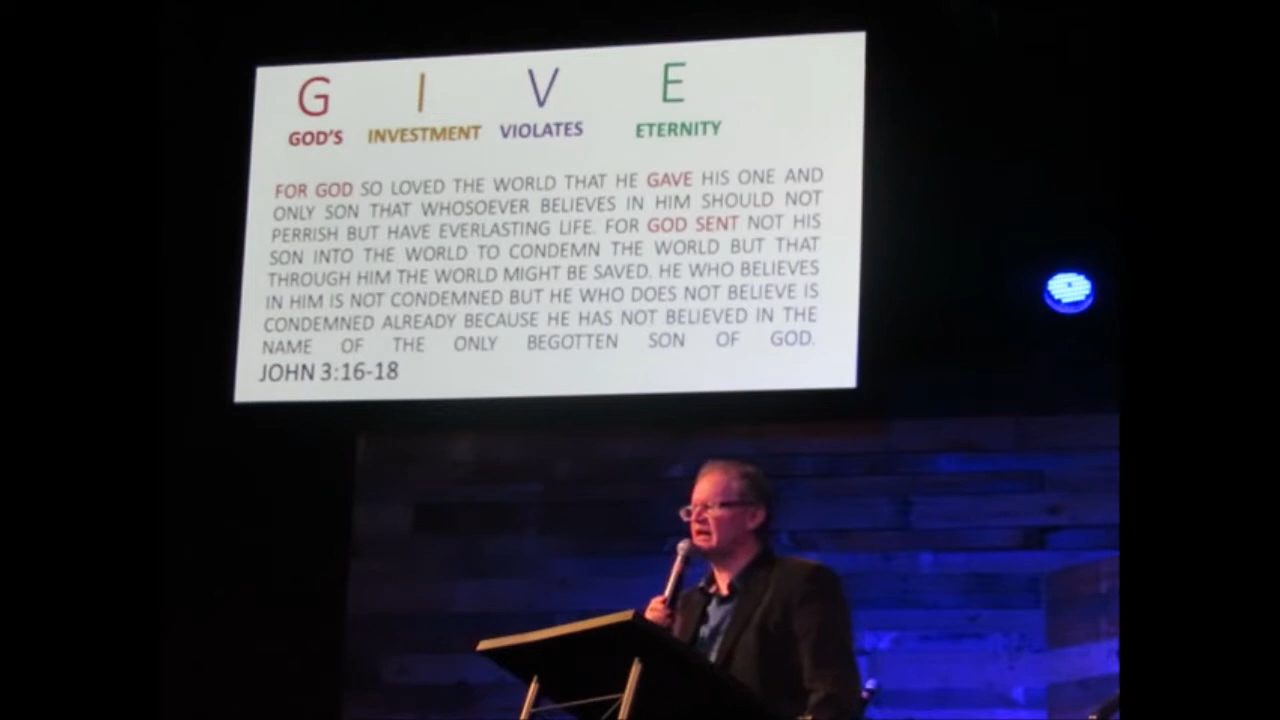 G I V E
GOD'S INVESTMENT VIOLATES ETERNITY
FOR GOD SO LOVED THE WORLD THAT HE GAVE HIS ONE AND
ONLY SON THAT WHOSOEVER BELIEVES IN HIM SHOULD NOT
PERRISH BUT HAVE EVERLASTING LIFE. FOR GOD SENT NOT HIS
SON INTO THE WORLD TO CONDEMN THE WORLD BUT THAT
THROUGH HIM THE WORLD MIGHT BE SAVED. HE WHO BELIEVES
IN HIM IS NOT CONDEMNED BUT HE WHO DOES NOT BELIEVE IS
CONDEMNED ALREADY BECAUSE HE HAS NOT BELIEVED IN THE
NAME OF THE ONLY BEGOTTEN SON OF GOD.
JOHN 3:16-18